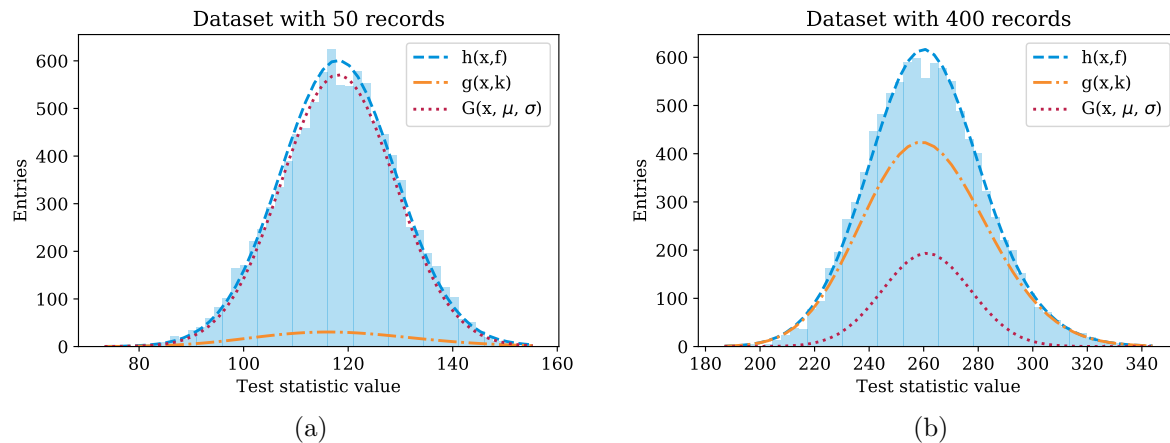 Dataset with 50 records
600
500
400
300
200
100
0
Entries
h(x,f)
g(x,k)
G(x, μ, σ)
80 100 120 140 160
Test statistic value
(a)
Dataset with 400 records
600
500
400
300
200
100
0
Entries
h(x,f)
g(x,k)
G(x, μ, σ)
180 200 220 240 260 280 300 320 340
Test statistic value
(b)